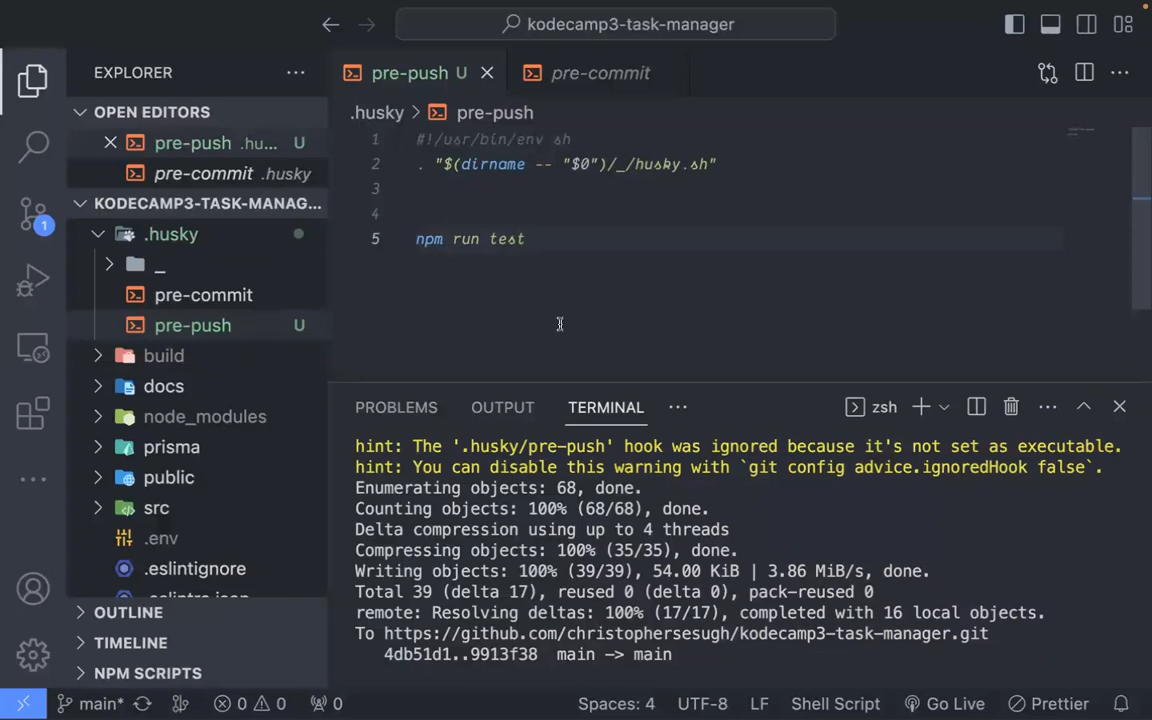 kodecamp3-task-manager
EXPLORER
OPEN EDITORS
pre-push .hu... U
pre-commit .husky
KODECAMP3-TASK-MANAG...
.husky
_
pre-commit
pre-push U
build
docs
node_modules
prisma
public
src
.env
.eslintignore
OUTLINE
TIMELINE
NPM SCRIPTS
1
pre-push U
pre-commit
.husky > pre-push
1 #!/usr/bin/env sh
2 . "$(dirname -- "$0")/_/husky.sh"
3
4
5 npm run test
PROBLEMS OUTPUT TERMINAL
zsh
hint: The '.husky/pre-push' hook was ignored because it's not set as executable.
hint: You can disable this warning with `git config advice.ignoredHook false`.
Enumerating objects: 68, done.
Counting objects: 100% (68/68), done.
Delta compression using up to 4 threads
Compressing objects: 100% (35/35), done.
Writing objects: 100% (39/39), 54.00 KiB | 3.86 MiB/s, done.
Total 39 (delta 17), reused 0 (delta 0), pack-reused 0
remote: Resolving deltas: 100% (17/17), completed with 16 local objects.
To https://github.com/christophersesugh/kodecamp3-task-manager.git
4db51d1..9913f38 main -> main
main* 0 0 0 Spaces: 4 UTF-8 LF Shell Script Go Live Prettier